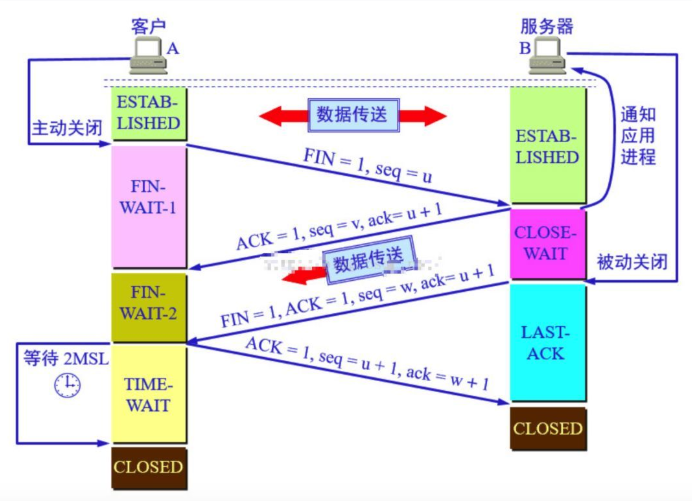 客户
A
服务器
B
ESTAB-
LISHED
主动关闭
数据传送
通知
应用
进程
ESTAB-
LISHED
FIN = 1, seq = u
FIN-
WAIT-1
ACK = 1, seq = v, ack= u + 1
CLOSE-
WAIT
数据传送
被动关闭
FIN-
WAIT-2
FIN = 1, ACK = 1, seq = w, ack= u + 1
LAST-
ACK
等待 2MSL
ACK = 1, seq = u + 1, ack = w + 1
TIME-
WAIT
CLOSED
CLOSED